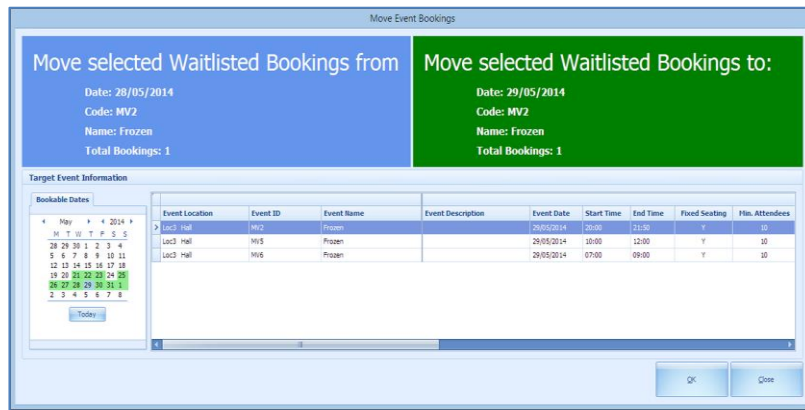 Move Event Bookings
Move selected Waitlisted Bookings from
Date: 28/05/2014
Code: MV2
Name: Frozen
Total Bookings: 1
Move selected Waitlisted Bookings to:
Date: 29/05/2014
Code: MV2
Name: Frozen
Total Bookings: 1
Target Event Information
Bookable Dates
May 2014
M T W T F S S
28 29 30 1 2 3 4
5 6 7 8 9 10 11
12 13 14 15 16 17 18
19 20 21 22 23 24 25
26 27 28 29 30 31 1
2 3 4 5 6 7 8
Today
Event Location Event ID Event Name Event Description Event Date Start Time End Time Fixed Seating Min. Attendees
Loc3 Hall MV2 Frozen 29/05/2014 20:00 21:50 Y 10
Loc3 Hall MV5 Frozen 29/05/2014 10:00 12:00 Y 10
Loc3 Hall MV6 Frozen 29/05/2014 07:00 09:00 Y 10
OK Close